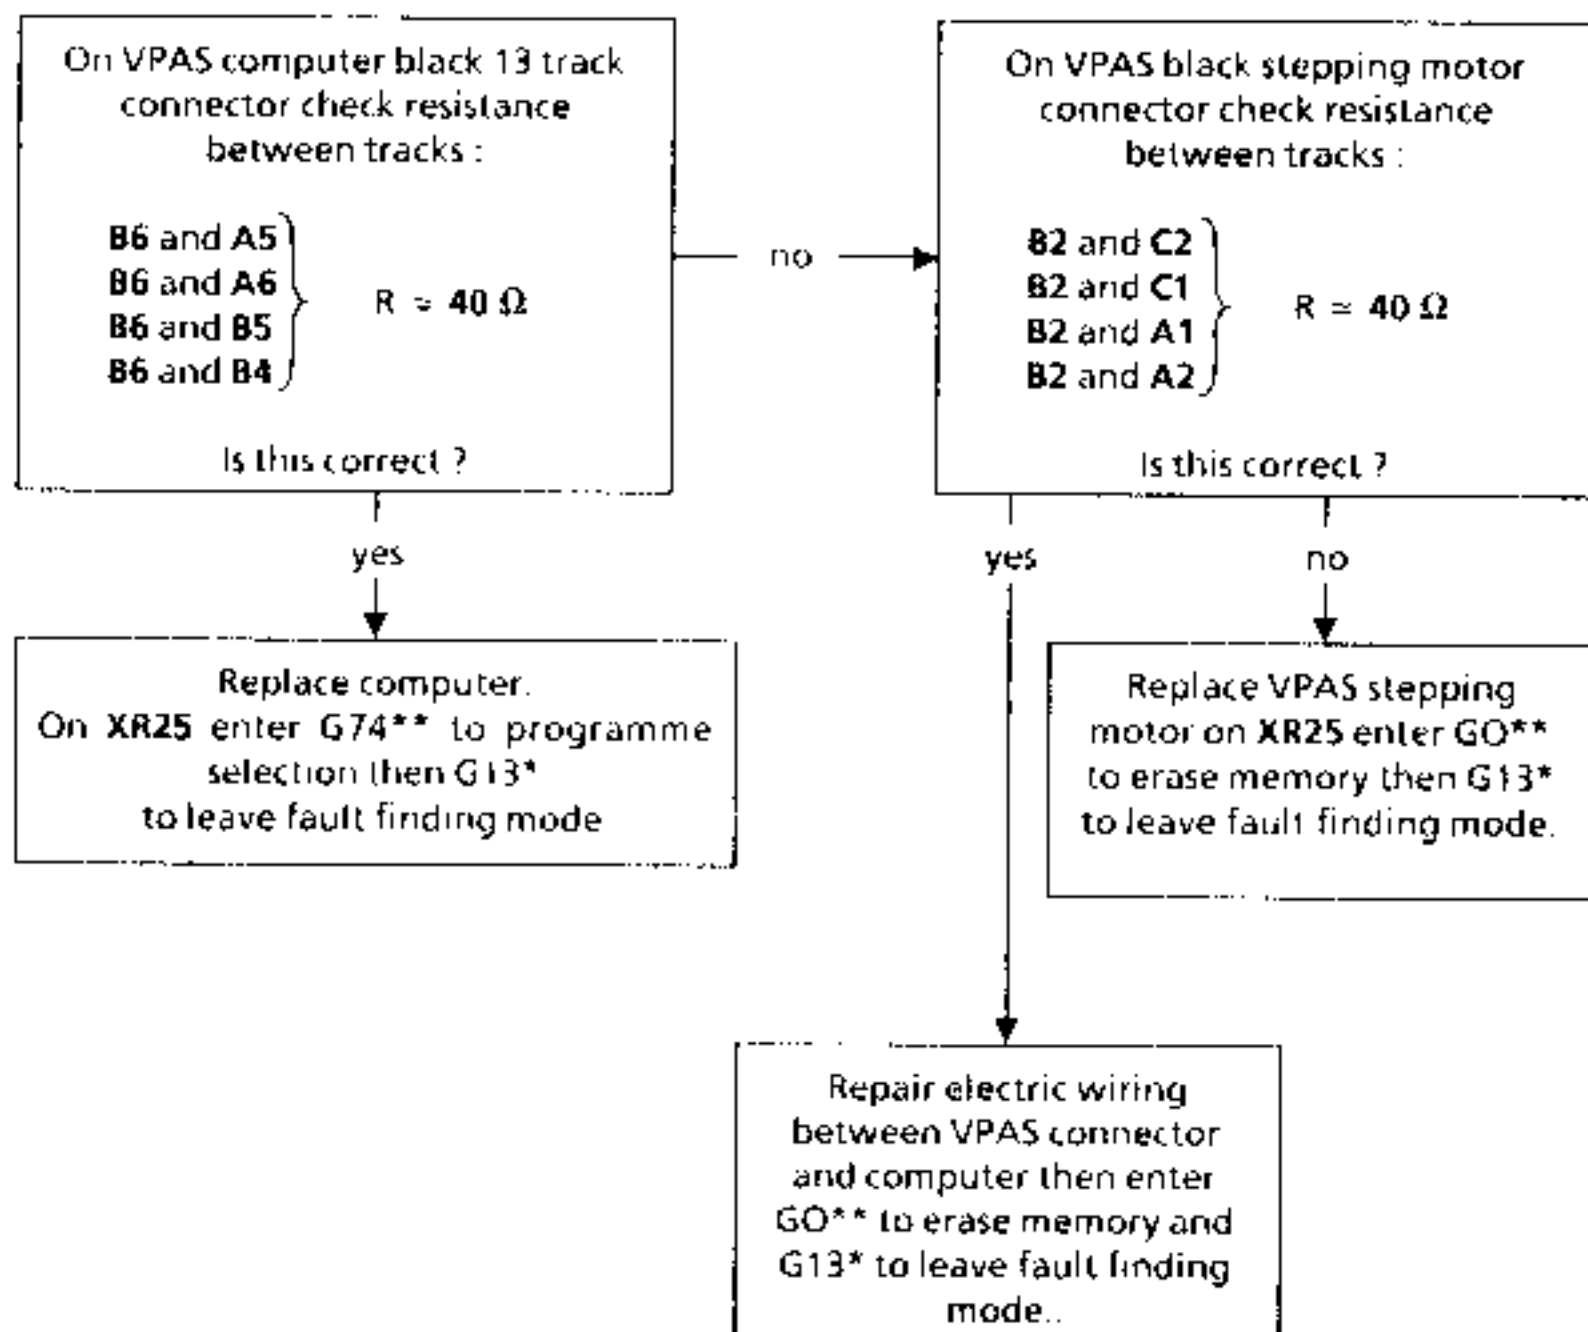 On VPAS computer black 13 track
connector check resistance
between tracks :
B6 and A5
B6 and A6
B6 and B5
B6 and B4
R = 40 Ω
Is this correct ?
no
On VPAS black stepping motor
connector check resistance
between tracks :
B2 and C2
B2 and C1
B2 and A1
B2 and A2
R = 40 Ω
Is this correct ?
yes
yes
no
Replace computer.
On XR25 enter G74** to programme
selection then G13*
to leave fault finding mode
Replace VPAS stepping
motor on XR25 enter GO**
to erase memory then G13*
to leave fault finding mode.
Repair electric wiring
between VPAS connector
and computer then enter
GO** to erase memory and
G13* to leave fault finding
mode..